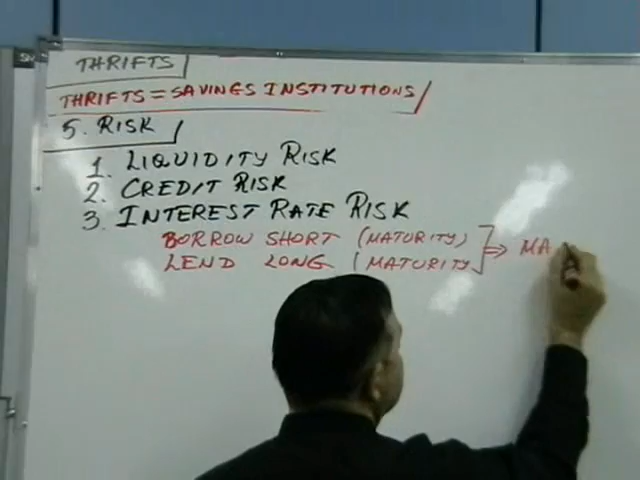 THRIFTS
THRIFTS = SAVINGS INSTITUTIONS
5. RISK
1. LIQUIDITY RISK
2. CREDIT RISK
3. INTEREST RATE RISK
BORROW SHORT (MATURITY) ⇒ MA
LEND LONG (MATURITY